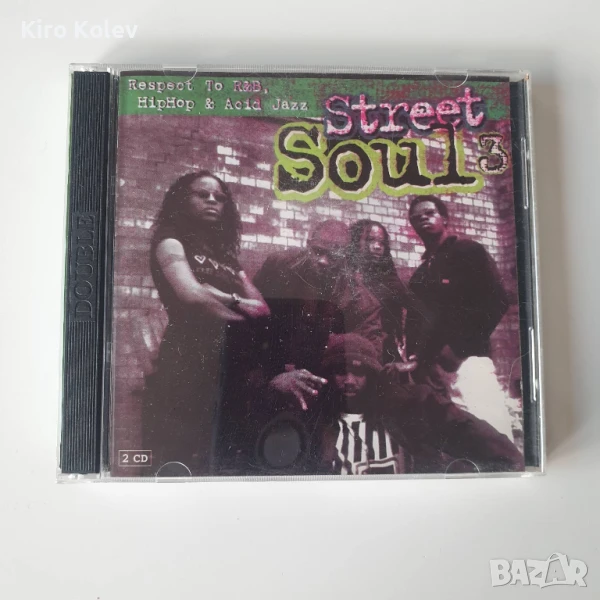 Kiro Kolev
Respect To R&B,
HipHop & Acid Jazz
Street
Soul 3
DOUBLE
2 CD
BAZAR